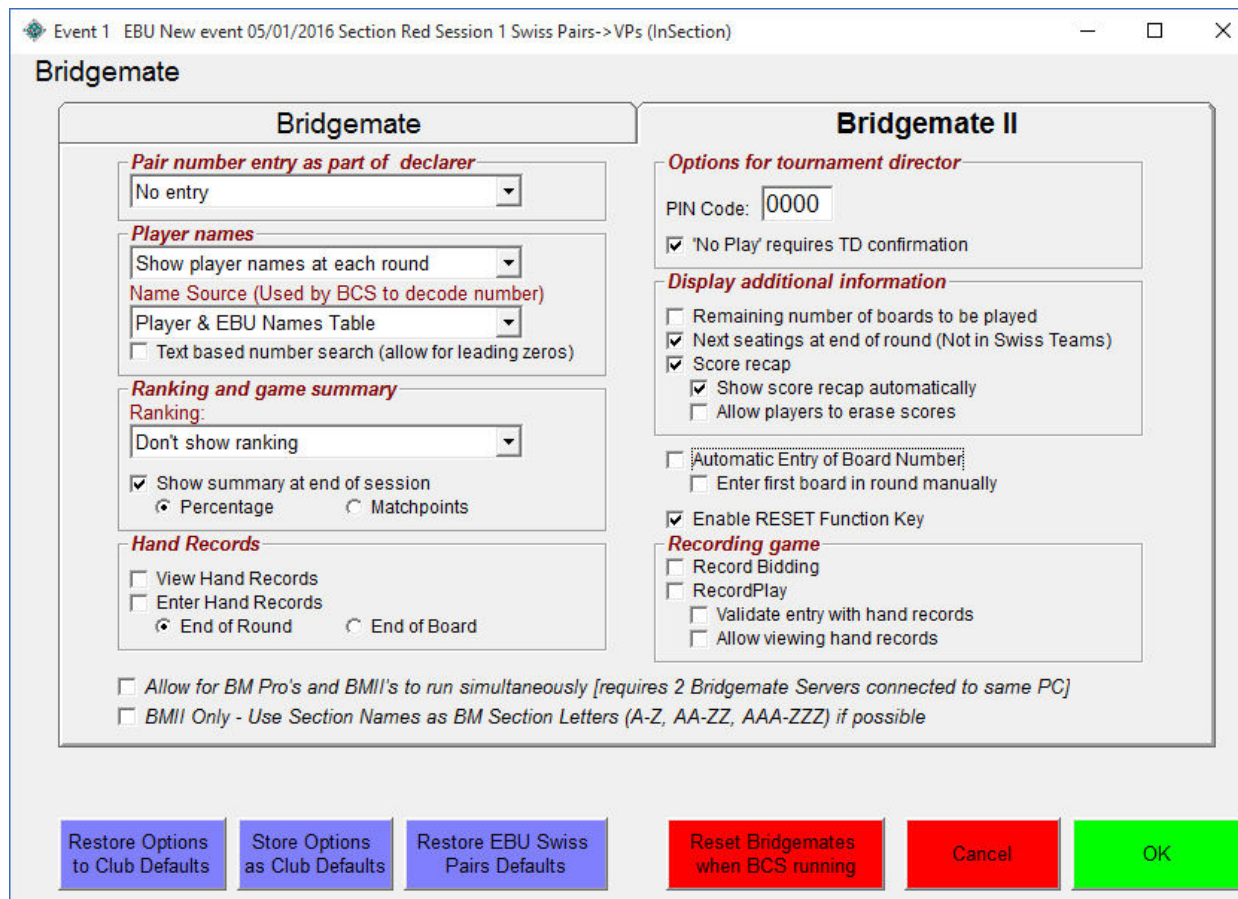 Event 1   EBU New event 05/01/2016 Section Red Session 1 Swiss Pairs->VPs (InSection)
Bridgemate
Bridgemate
Bridgemate II
Pair number entry as part of declarer
No entry
Player names
Show player names at each round
Name Source (Used by BCS to decode number)
Player & EBU Names Table
Text based number search (allow for leading zeros)
Ranking and game summary
Ranking:
Don't show ranking
Show summary at end of session
Percentage
Matchpoints
Hand Records
View Hand Records
Enter Hand Records
End of Round
End of Board
Options for tournament director
PIN Code: 0000
'No Play' requires TD confirmation
Display additional information
Remaining number of boards to be played
Next seatings at end of round (Not in Swiss Teams)
Score recap
Show score recap automatically
Allow players to erase scores
Automatic Entry of Board Number
Enter first board in round manually
Enable RESET Function Key
Recording game
Record Bidding
RecordPlay
Validate entry with hand records
Allow viewing hand records
Allow for BM Pro's and BMII's to run simultaneously [requires 2 Bridgemate Servers connected to same PC]
BMII Only - Use Section Names as BM Section Letters (A-Z, AA-ZZ, AAA-ZZZ) if possible
Restore Options
to Club Defaults
Store Options
as Club Defaults
Restore EBU Swiss
Pairs Defaults
Reset Bridgemates
when BCS running
Cancel
OK